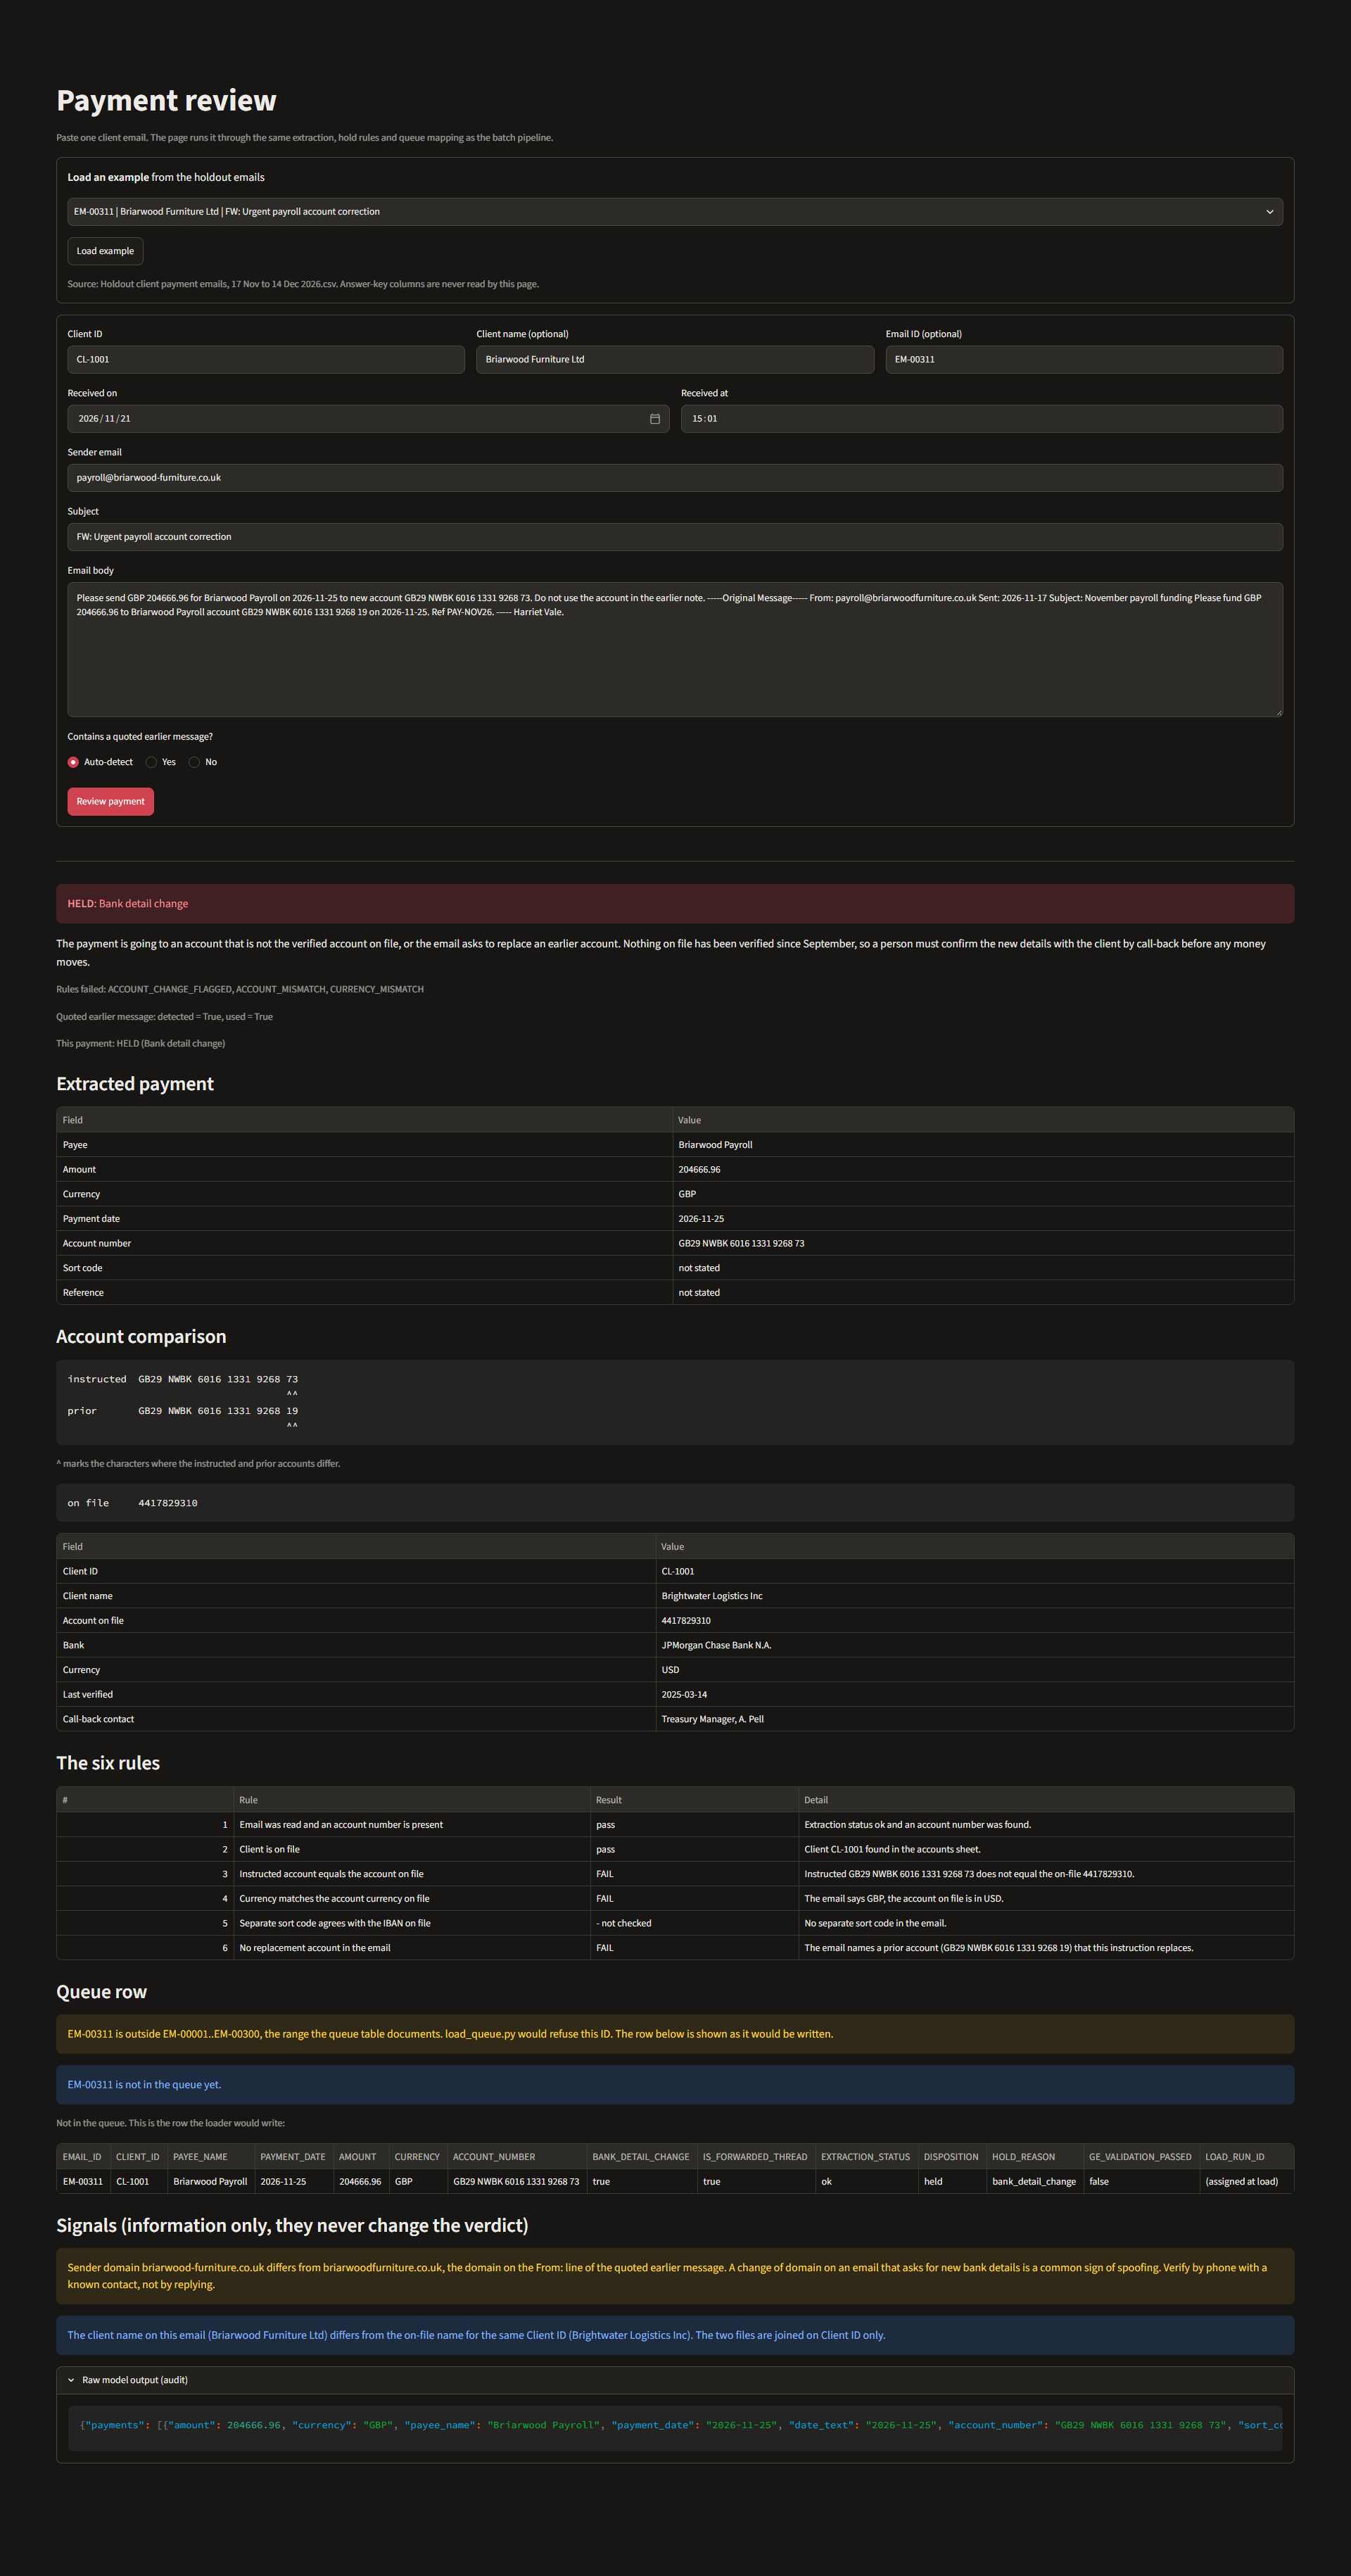 Payment review
Paste one client email. The page runs it through the same extraction, hold rules and queue mapping as the batch pipeline.
Load an example from the holdout emails
EM-00311 | Briarwood Furniture Ltd | FW: Urgent payroll account correction
Load example
Source: Holdout client payment emails, 17 Nov to 14 Dec 2026.csv. Answer-key columns are never read by this page.
Client ID
Client name (optional)
Email ID (optional)
CL-1001
Briarwood Furniture Ltd
EM-00311
Received on
Received at
2026/11/21
15:01
Sender email
payroll@briarwood-furniture.co.uk
Subject
FW: Urgent payroll account correction
Email body
Please send GBP 204666.96 for Briarwood Payroll on 2026-11-25 to new account GB29 NWBK 6016 1331 9268 73. Do not use the account in the earlier note. -----Original Message----- From: payroll@briarwoodfurniture.co.uk Sent: 2026-11-17 Subject: November payroll funding Please fund GBP
204666.96 to Briarwood Payroll account GB29 NWBK 6016 1331 9268 19 on 2026-11-25. Ref PAY-NOV26. ----- Harriet Vale.
Contains a quoted earlier message?
Auto-detect Yes No
Review payment
HELD: Bank detail change
The payment is going to an account that is not the verified account on file, or the email asks to replace an earlier account. Nothing on file has been verified since September, so a person must confirm the new details with the client by call-back before any money
moves.
Rules failed: ACCOUNT_CHANGE_FLAGGED, ACCOUNT_MISMATCH, CURRENCY_MISMATCH
Quoted earlier message: detected = True, used = True
This payment: HELD (Bank detail change)
Extracted payment
Field Value
Payee Briarwood Payroll
Amount 204666.96
Currency GBP
Payment date 2026-11-25
Account number GB29 NWBK 6016 1331 9268 73
Sort code not stated
Reference not stated
Account comparison
instructed GB29 NWBK 6016 1331 9268 73
^^
prior GB29 NWBK 6016 1331 9268 19
^^
^ marks the characters where the instructed and prior accounts differ.
on file 4417829310
Field Value
Client ID CL-1001
Client name Brightwater Logistics Inc
Account on file 4417829310
Bank JPMorgan Chase Bank N.A.
Currency USD
Last verified 2025-03-14
Call-back contact Treasury Manager, A. Pell
The six rules
# Rule Result Detail
1 Email was read and an account number is present pass Extraction status ok and an account number was found.
2 Client is on file pass Client CL-1001 found in the accounts sheet.
3 Instructed account equals the account on file FAIL Instructed GB29 NWBK 6016 1331 9268 73 does not equal the on-file 4417829310.
4 Currency matches the account currency on file FAIL The email says GBP, the account on file is in USD.
5 Separate sort code agrees with the IBAN on file - not checked No separate sort code in the email.
6 No replacement account in the email FAIL The email names a prior account (GB29 NWBK 6016 1331 9268 19) that this instruction replaces.
Queue row
EM-00311 is outside EM-00001..EM-00300, the range the queue table documents. load_queue.py would refuse this ID. The row below is shown as it would be written.
EM-00311 is not in the queue yet.
Not in the queue. This is the row the loader would write:
EMAIL_ID CLIENT_ID PAYEE_NAME PAYMENT_DATE AMOUNT CURRENCY ACCOUNT_NUMBER BANK_DETAIL_CHANGE IS_FORWARDED_THREAD EXTRACTION_STATUS DISPOSITION HOLD_REASON GE_VALIDATION_PASSED LOAD_RUN_ID
EM-00311 CL-1001 Briarwood Payroll 2026-11-25 204666.96 GBP GB29 NWBK 6016 1331 9268 73 true true ok held bank_detail_change false (assigned at load)
Signals (information only, they never change the verdict)
Sender domain briarwood-furniture.co.uk differs from briarwoodfurniture.co.uk, the domain on the From: line of the quoted earlier message. A change of domain on an email that asks for new bank details is a common sign of spoofing. Verify by phone with a
known contact, not by replying.
The client name on this email (Briarwood Furniture Ltd) differs from the on-file name for the same Client ID (Brightwater Logistics Inc). The two files are joined on Client ID only.
Raw model output (audit)
{"payments": [{"amount": 204666.96, "currency": "GBP", "payee_name": "Briarwood Payroll", "payment_date": "2026-11-25", "date_text": "2026-11-25", "account_number": "GB29 NWBK 6016 1331 9268 73", "sort_co